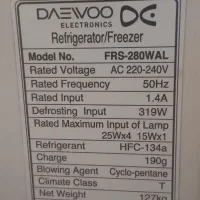 DAEWOO
ELECTRONICS
Refrigerator/Freezer
Model No. FRS-280WAL
Rated Voltage AC 220-240V
Rated Frequency 50Hz
Rated Input 1.4A
Defrosting Input 319W
Rated Maximum Input of Lamp
25Wx4 15Wx1
Refrigerant HFC-134a
Charge 190g
Blowing Agent Cyclo-pentane
Climate Class T
Net Weight 127kg